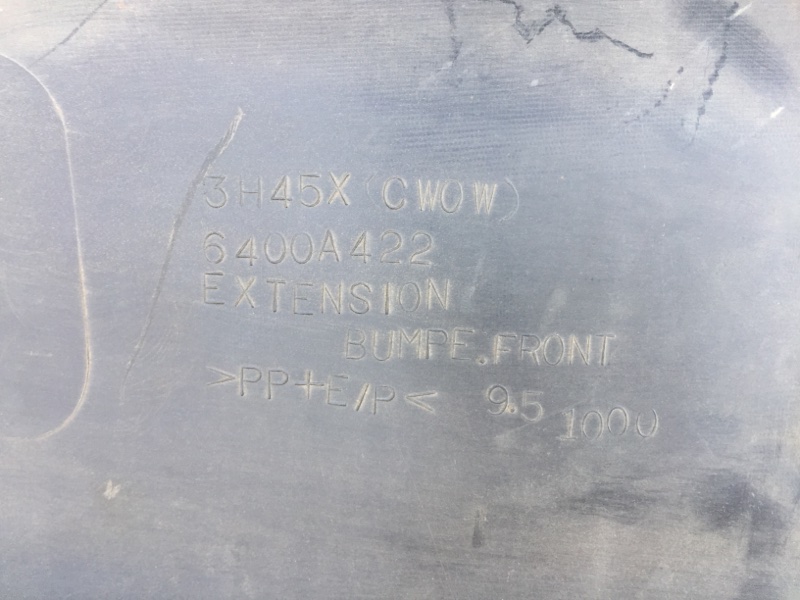 3H45X (CWOW)
6400A422
EXTENSION
BUMPE.FRONT
>PP+E/P< 9.5/1000